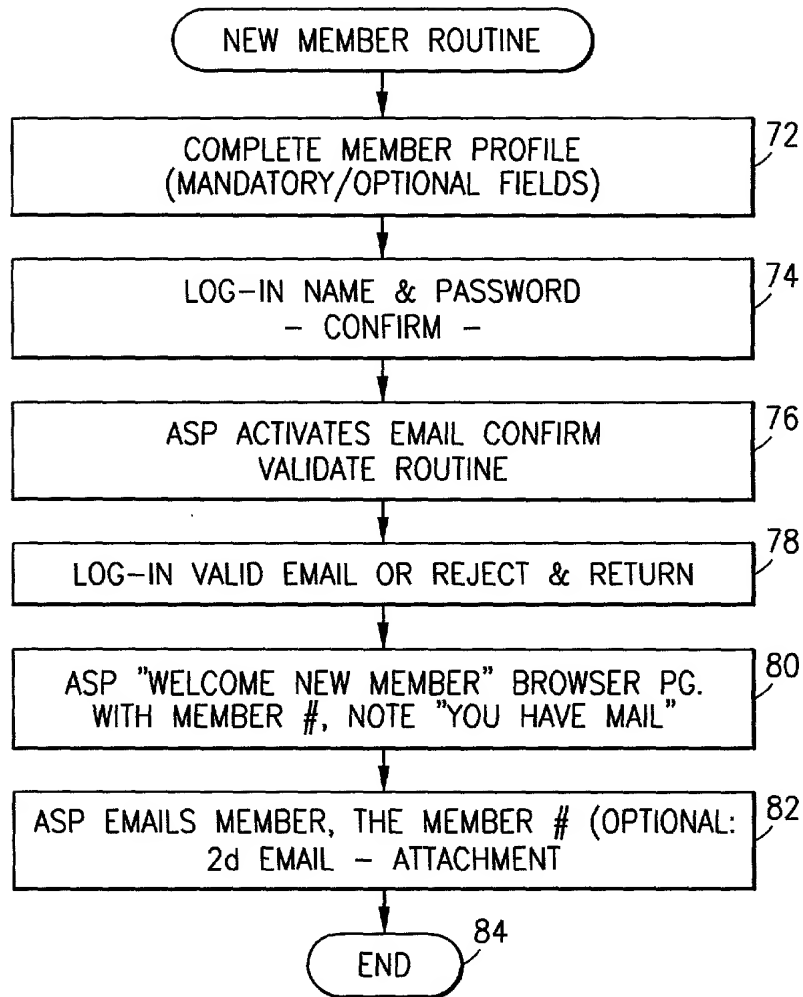 NEW MEMBER ROUTINE
72
COMPLETE MEMBER PROFILE
(MANDATORY/OPTIONAL FIELDS)
74
LOG-IN NAME & PASSWORD
- CONFIRM -
76
ASP ACTIVATES EMAIL CONFIRM
VALIDATE ROUTINE
78
LOG-IN VALID EMAIL OR REJECT & RETURN
80
ASP "WELCOME NEW MEMBER" BROWSER PG.
WITH MEMBER #, NOTE "YOU HAVE MAIL"
82
ASP EMAILS MEMBER, THE MEMBER # (OPTIONAL:
2d EMAIL - ATTACHMENT
84
END